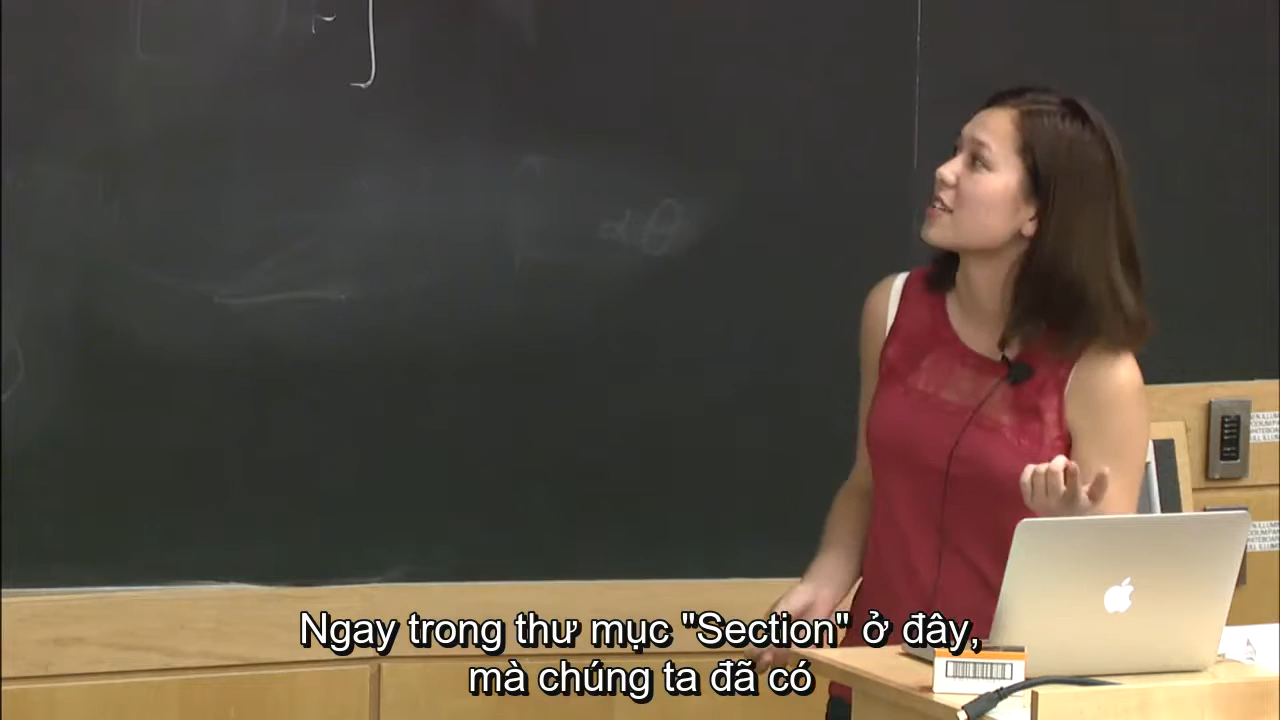 Ngay trong thư mục "Section" ở đây,
mà chúng ta đã có